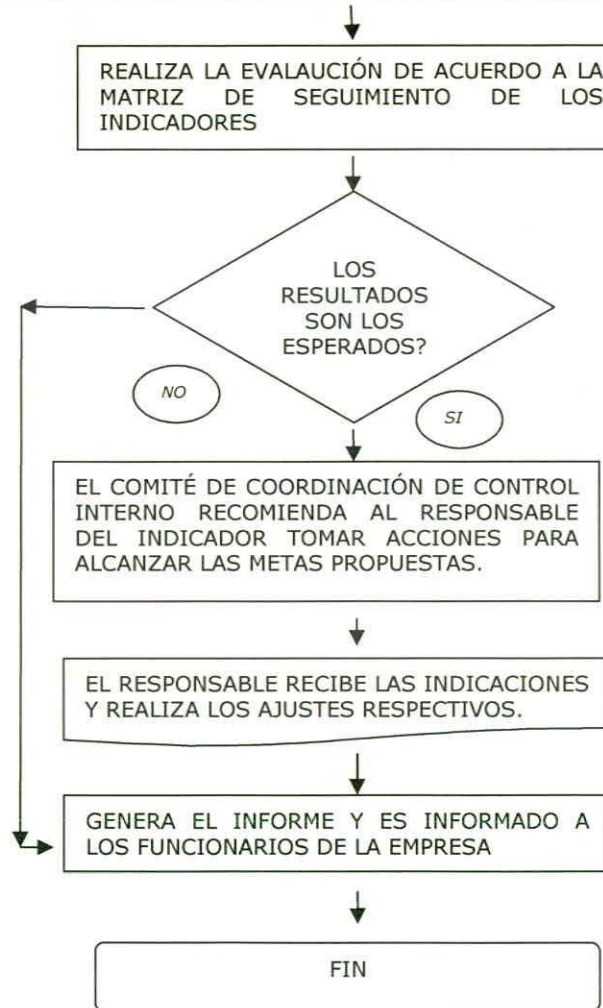 REALIZA LA EVALAUCIÓN DE ACUERDO A LA
MATRIZ DE SEGUIMIENTO DE LOS
INDICADORES
LOS
RESULTADOS
SON LOS
ESPERADOS?
NO
SI
EL COMITÉ DE COORDINACIÓN DE CONTROL
INTERNO RECOMIENDA AL RESPONSABLE
DEL INDICADOR TOMAR ACCIONES PARA
ALCANZAR LAS METAS PROPUESTAS.
EL RESPONSABLE RECIBE LAS INDICACIONES
Y REALIZA LOS AJUSTES RESPECTIVOS.
GENERA EL INFORME Y ES INFORMADO A
LOS FUNCIONARIOS DE LA EMPRESA
FIN